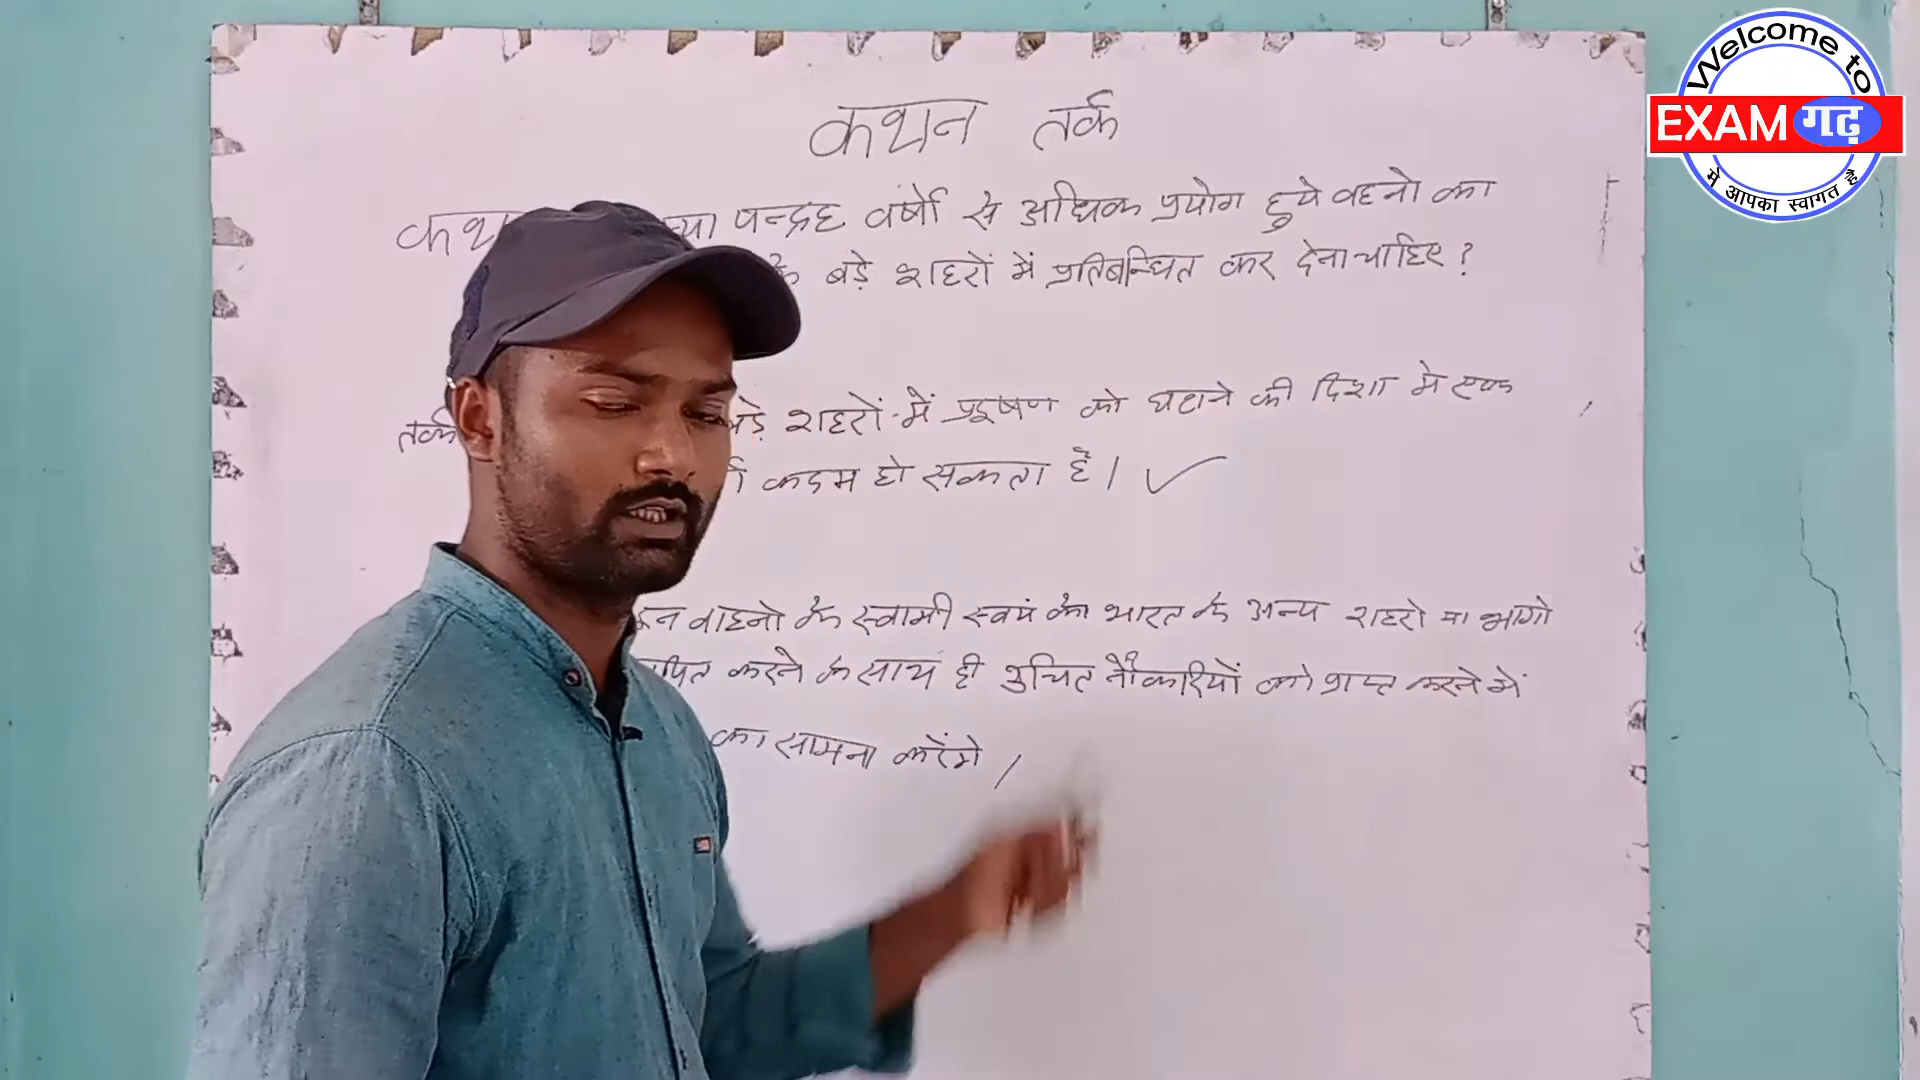 Welcome to
EXAM गढ़
मे आपका स्वागत है
कथन तर्क
पन्द्रह वर्षो से अधिक प्रयोग हुये वहनो का
के बड़े शहरों में प्रतिबन्धित कर देना चाहिए ?
तर्क बड़े शहरों में प्रदूषण को घटाने की दिशा मे एक
कदम हो सकता है। ✓
इन वाहनो के स्वामी स्वयं को भारत के अन्य शहरो या भागो
करने के साथ ही उचित नौकरियों को प्राप्त करने में
का सामना करेंगे ।